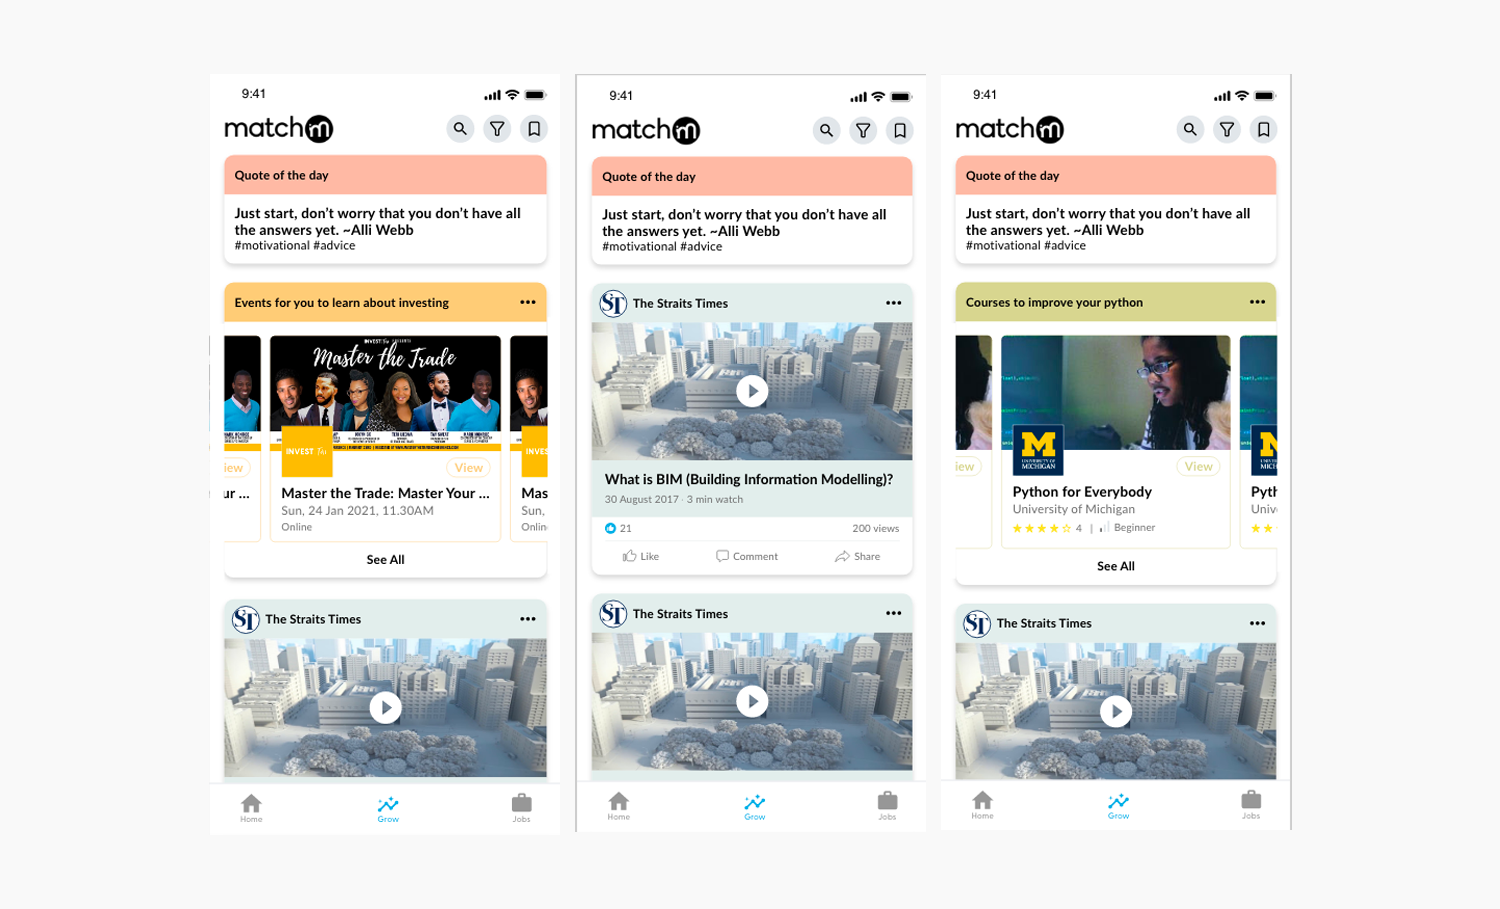 9:41
matchm
Quote of the day
Just start, don't worry that you don't have all
the answers yet. ~Alli Webb
#motivational #advice
Events for you to learn about investing
INVEST
Master the Trade
INVEST
INVEST
iew
View
ur ...
Master the Trade: Master Your ...
Mas
Sun, 24 Jan 2021, 11.30AM
Sun,
Online
Onlin
See All
ST The Straits Times
Home
Grow
Jobs
9:41
matchm
Quote of the day
Just start, don't worry that you don't have all
the answers yet. ~Alli Webb
#motivational #advice
ST The Straits Times
What is BIM (Building Information Modelling)?
30 August 2017 · 3 min watch
21
200 views
Like
Comment
Share
ST The Straits Times
Home
Grow
Jobs
9:41
matchm
Quote of the day
Just start, don't worry that you don't have all
the answers yet. ~Alli Webb
#motivational #advice
Courses to improve your python
M
UNIVERSITY OF
MICHIGAN
UNIV
MICH
iew
View
Python for Everybody
Pyth
University of Michigan
Univ
4 | Beginner
See All
ST The Straits Times
Home
Grow
Jobs